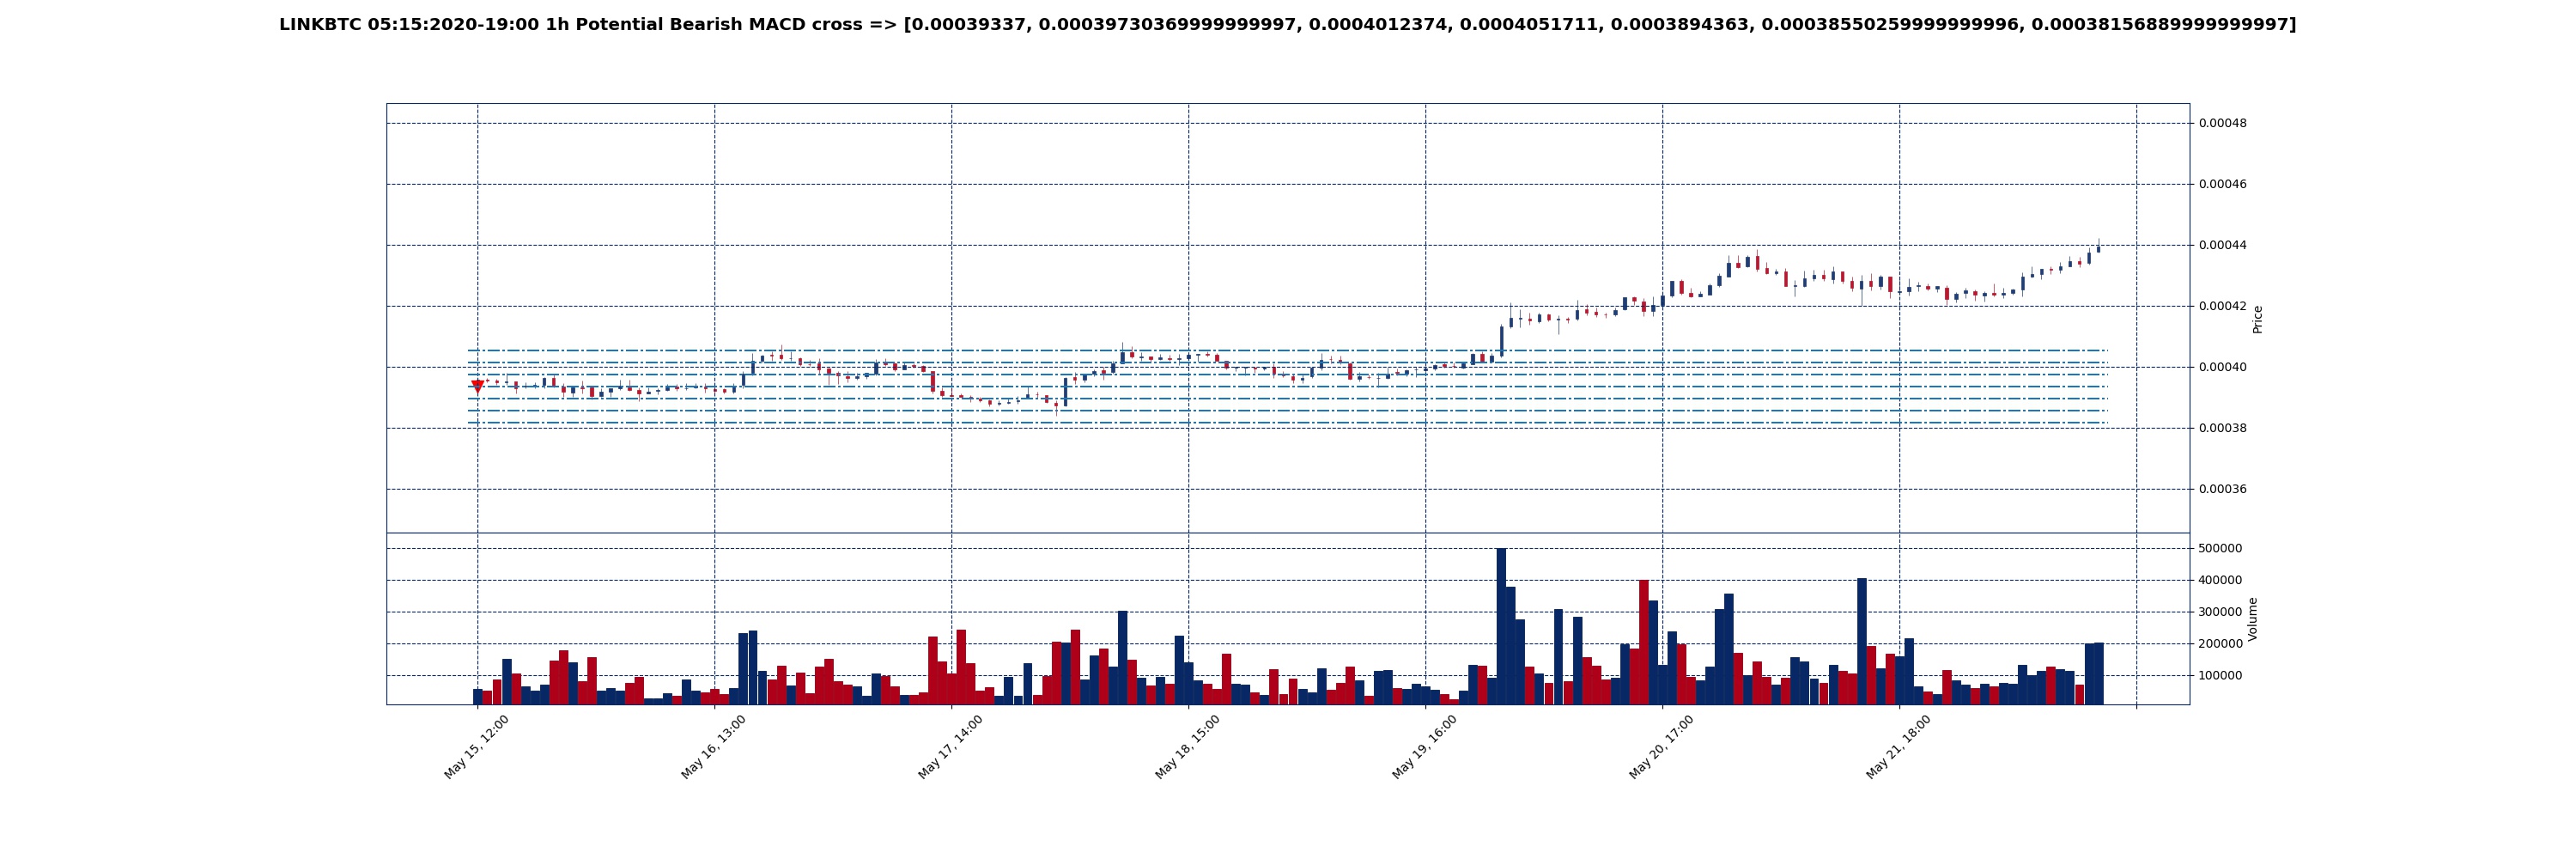 LINKBTC 05:15:2020-19:00 1h Potential Bearish MACD cross => [0.00039337, 0.00039730369999999997, 0.0004012374, 0.0004051711, 0.0003894363, 0.00038550259999999996, 0.00038156889999999997]
0.00048
0.00046
0.00044
0.00042
Price
0.00040
0.00038
0.00036
500000
400000
300000
Volume
200000
100000
May 15, 12:00
May 16, 13:00
May 17, 14:00
May 18, 15:00
May 19, 16:00
May 20, 17:00
May 21, 18:00